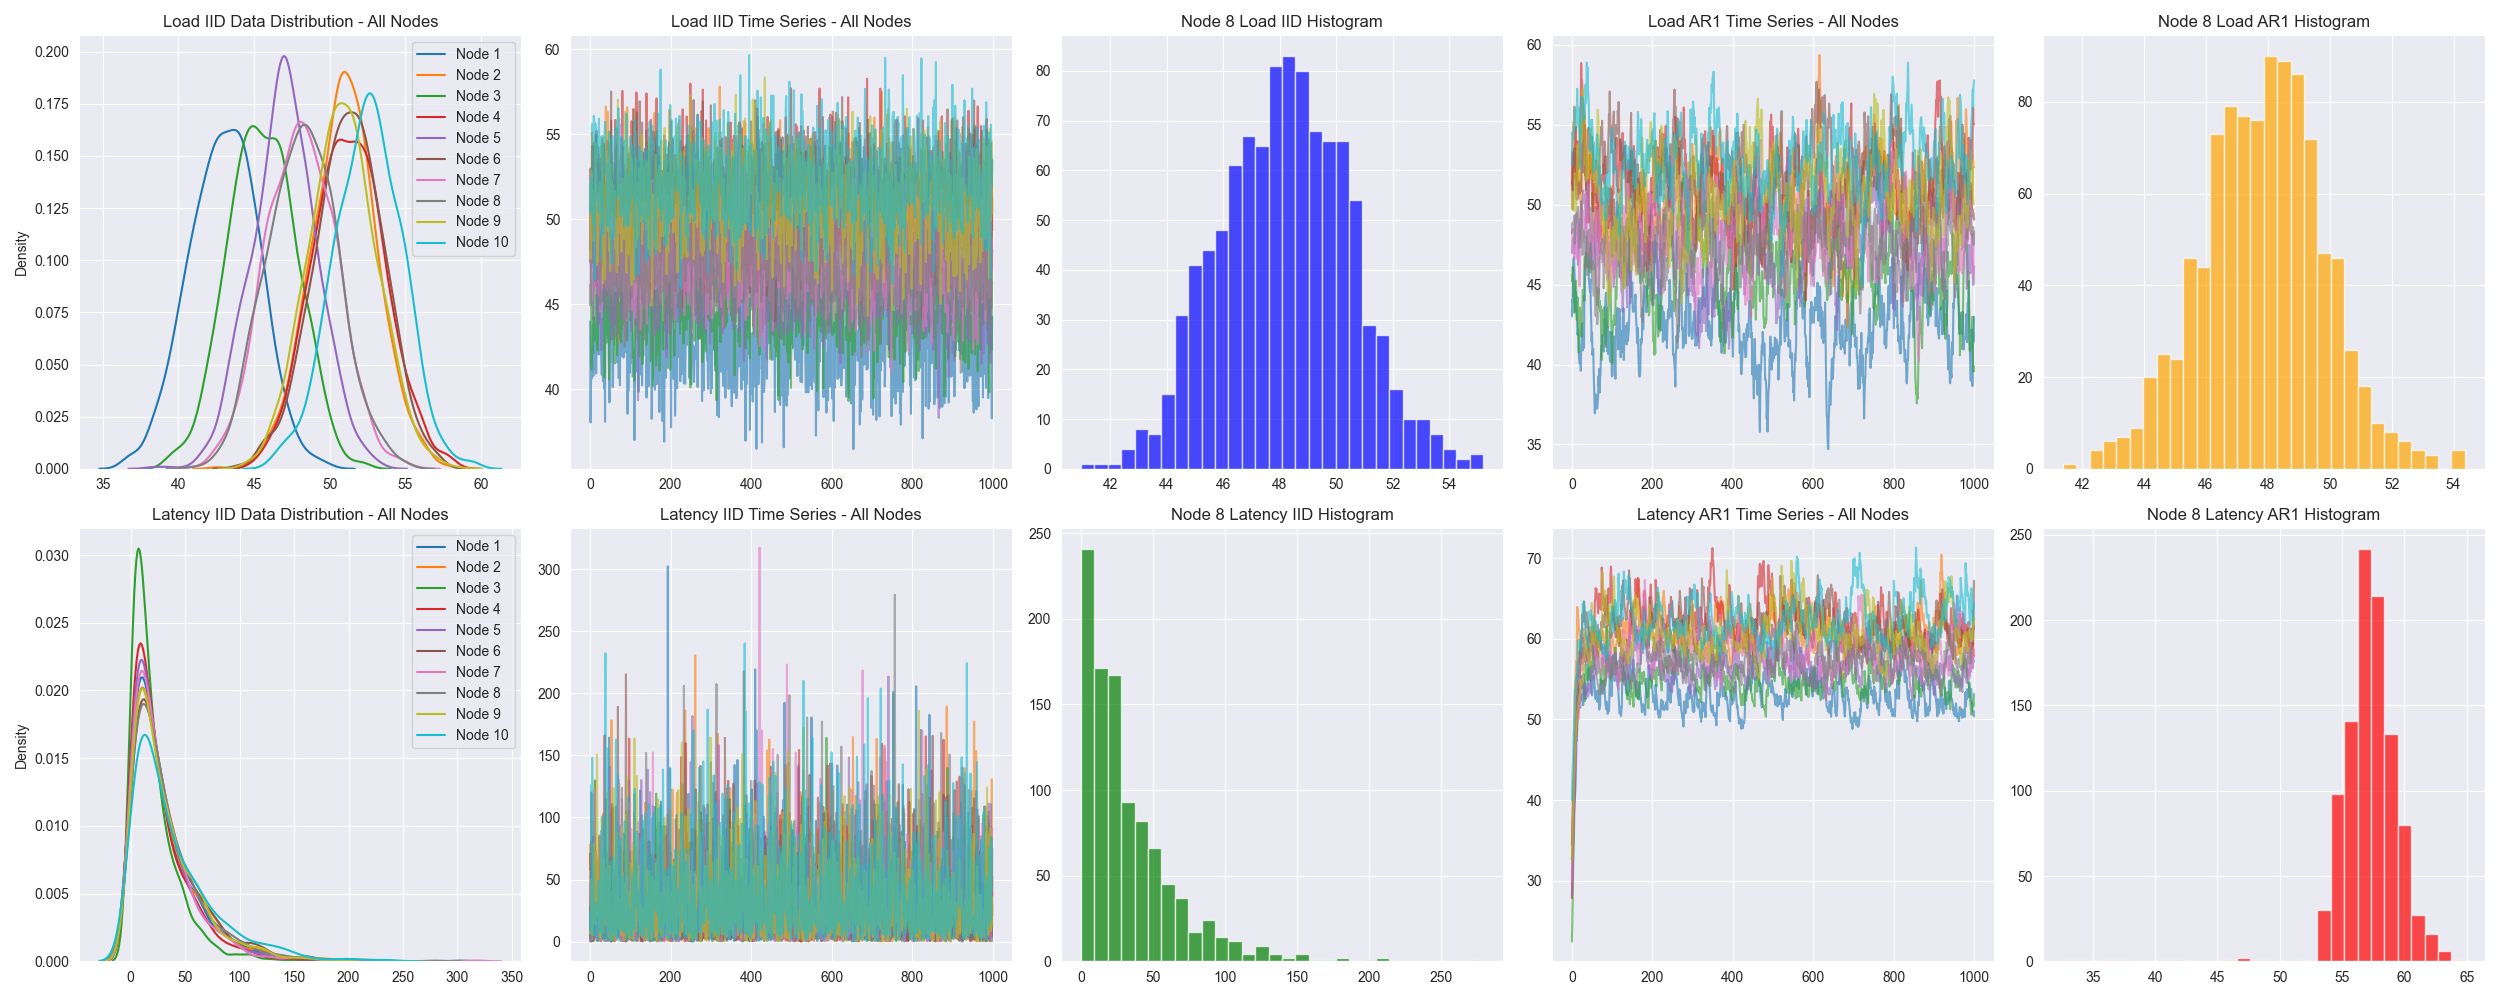 Load IID Data Distribution - All Nodes
Density
0.200
0.175
0.150
0.125
0.100
0.075
0.050
0.025
0.000
35 40 45 50 55 60
Node 1
Node 2
Node 3
Node 4
Node 5
Node 6
Node 7
Node 8
Node 9
Node 10
Load IID Time Series - All Nodes
60
55
50
45
40
0 200 400 600 800 1000
Node 8 Load IID Histogram
80
70
60
50
40
30
20
10
0
42 44 46 48 50 52 54
Load AR1 Time Series - All Nodes
60
55
50
45
40
35
0 200 400 600 800 1000
Node 8 Load AR1 Histogram
80
60
40
20
0
42 44 46 48 50 52 54
Latency IID Data Distribution - All Nodes
Density
0.030
0.025
0.020
0.015
0.010
0.005
0.000
0 50 100 150 200 250 300 350
Node 1
Node 2
Node 3
Node 4
Node 5
Node 6
Node 7
Node 8
Node 9
Node 10
Latency IID Time Series - All Nodes
300
250
200
150
100
50
0
0 200 400 600 800 1000
Node 8 Latency IID Histogram
250
200
150
100
50
0
0 50 100 150 200 250
Latency AR1 Time Series - All Nodes
70
60
50
40
30
0 200 400 600 800 1000
Node 8 Latency AR1 Histogram
250
200
150
100
50
0
35 40 45 50 55 60 65